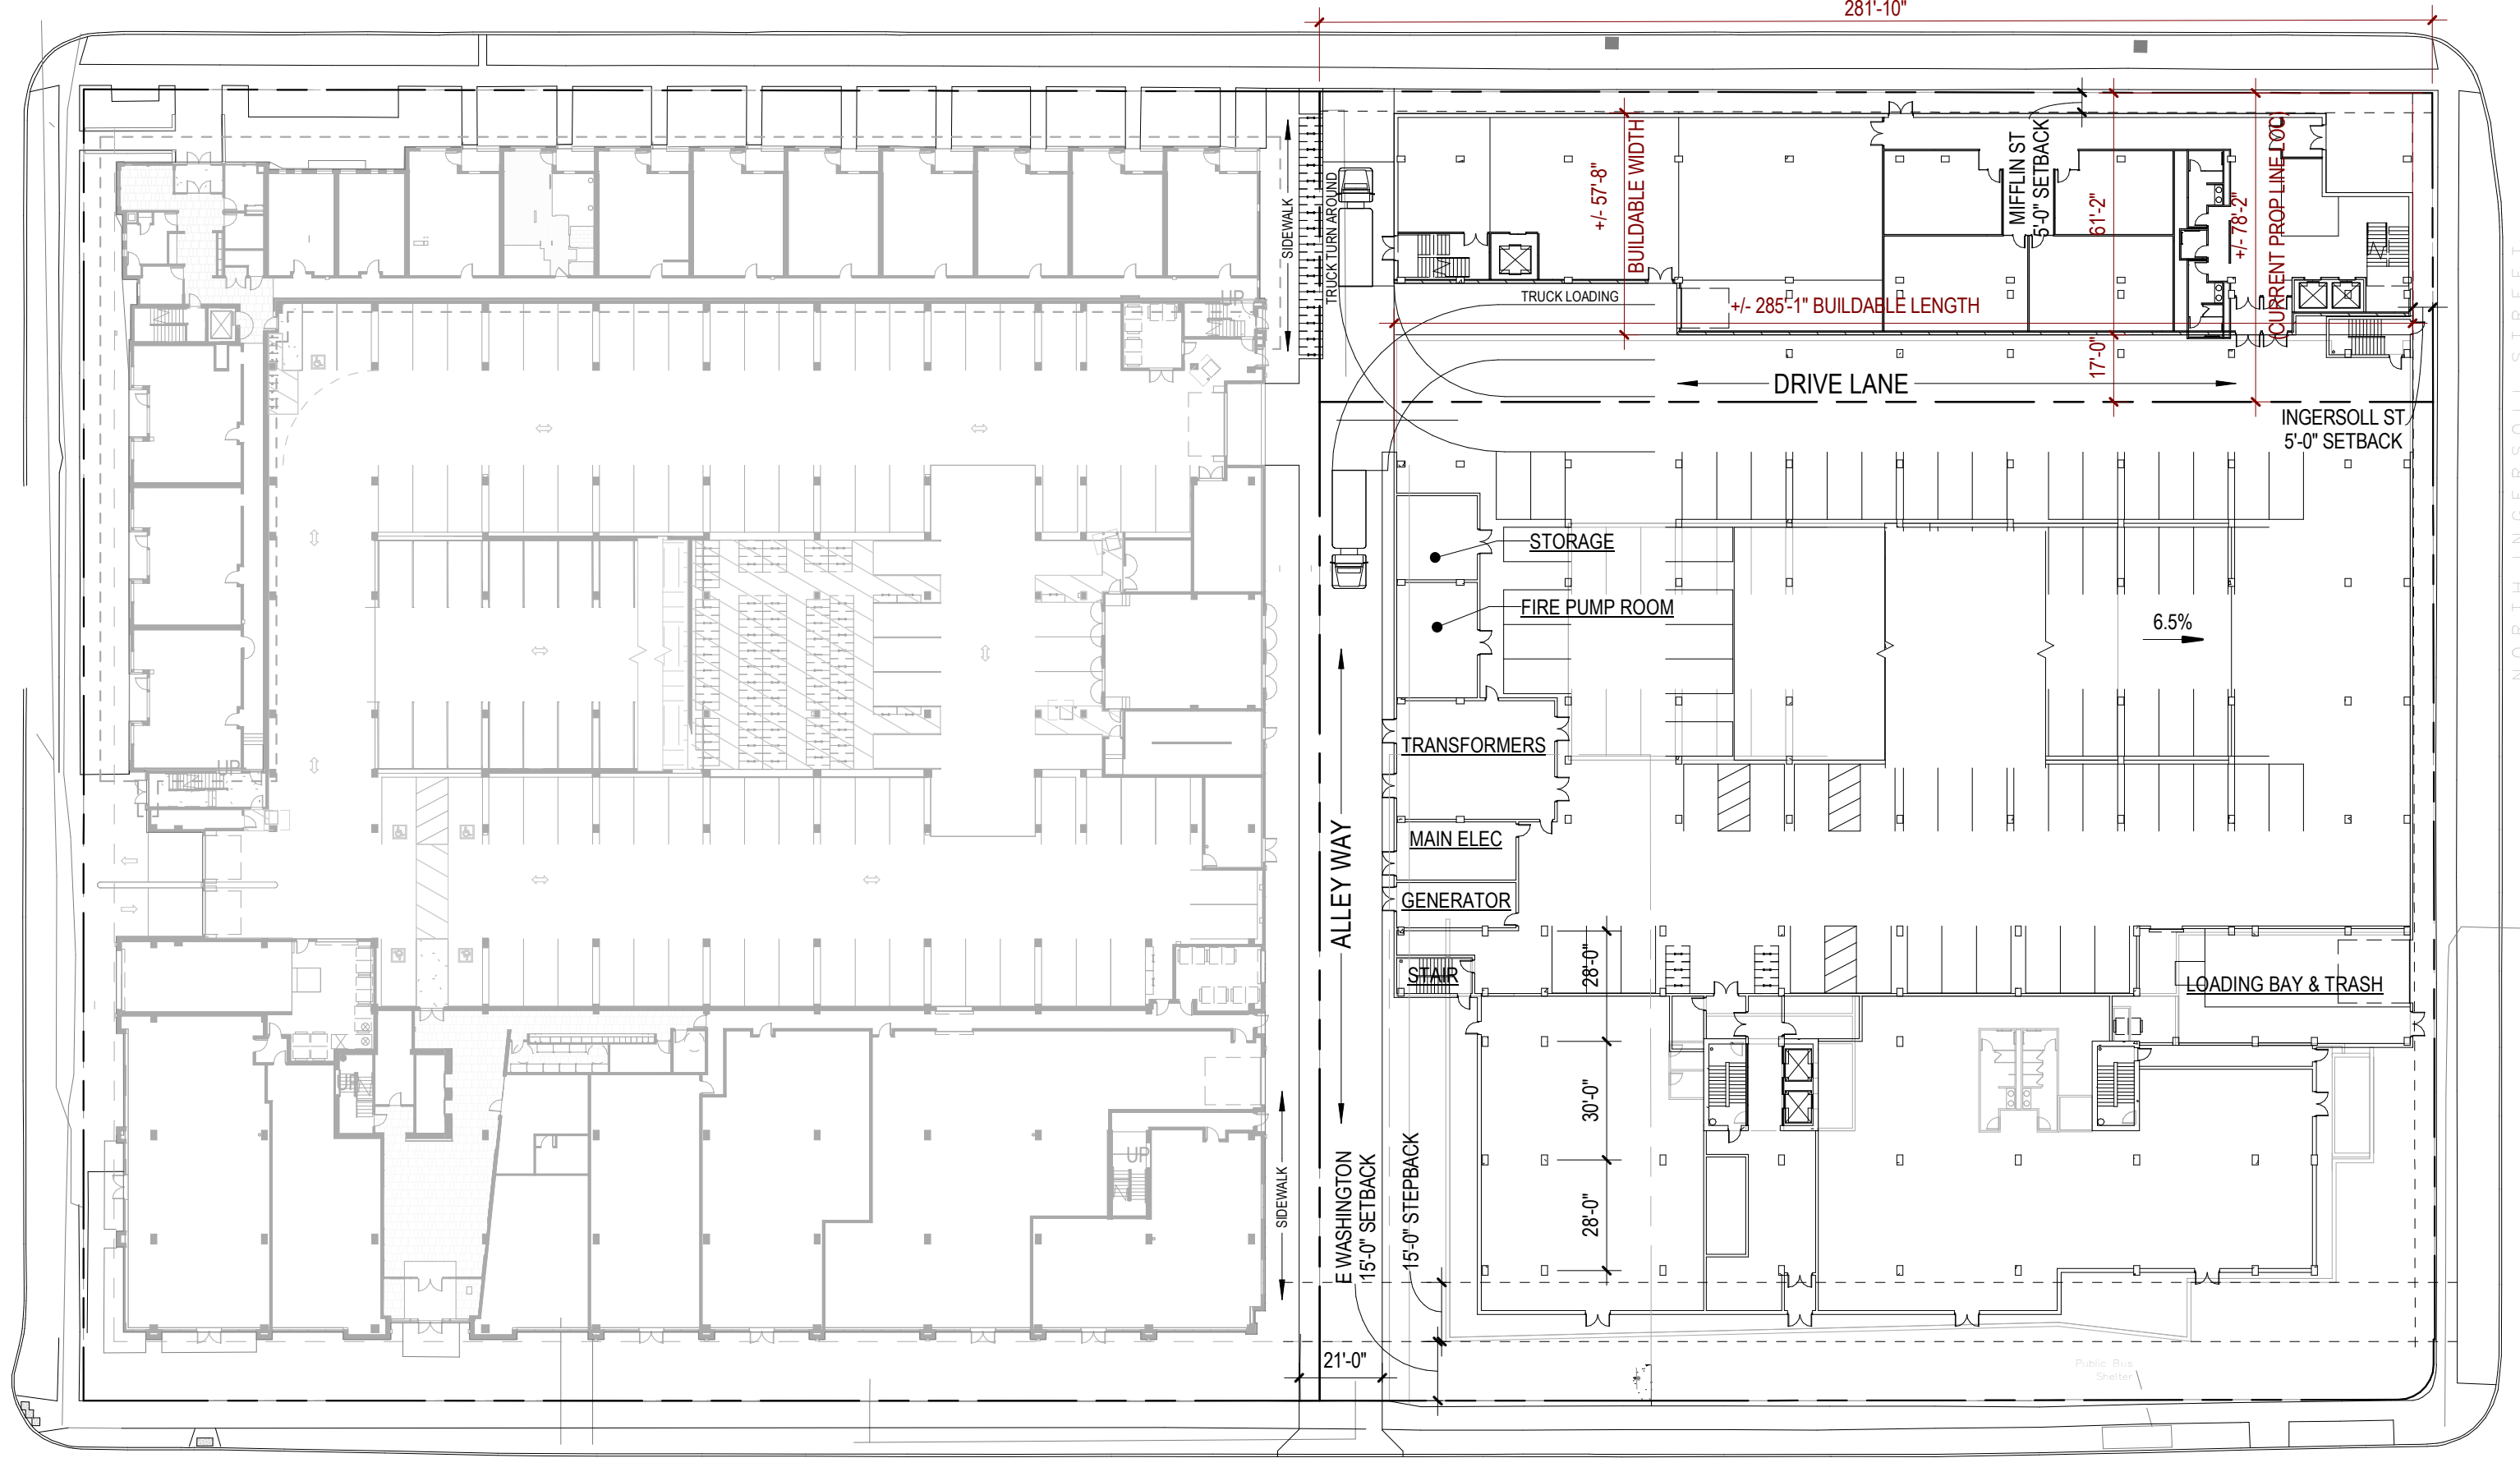 281'-10"
SIDEWALK
TRUCK TURN AROUND
+/- 57'-8"
BUILDABLE WIDTH
MIFFLIN ST
5'-0" SETBACK
61'-2"
+/- 78'-2"
(CURRENT PROP LINE LOC)
NORTH INGERSOLL STREET
UP
TRUCK LOADING
+/- 285'-1" BUILDABLE LENGTH
17'-0"
DRIVE LANE
INGERSOLL ST
5'-0" SETBACK
STORAGE
FIRE PUMP ROOM
6.5%
TRANSFORMERS
UP
MAIN ELEC
ALLEY WAY
GENERATOR
28'-0"
STAIR
LOADING BAY & TRASH
UP
30'-0"
UP
SIDEWALK
E WASHINGTON
15'-0" SETBACK
15'-0" STEPBACK
28'-0"
21'-0"
Public Bus
Shelter